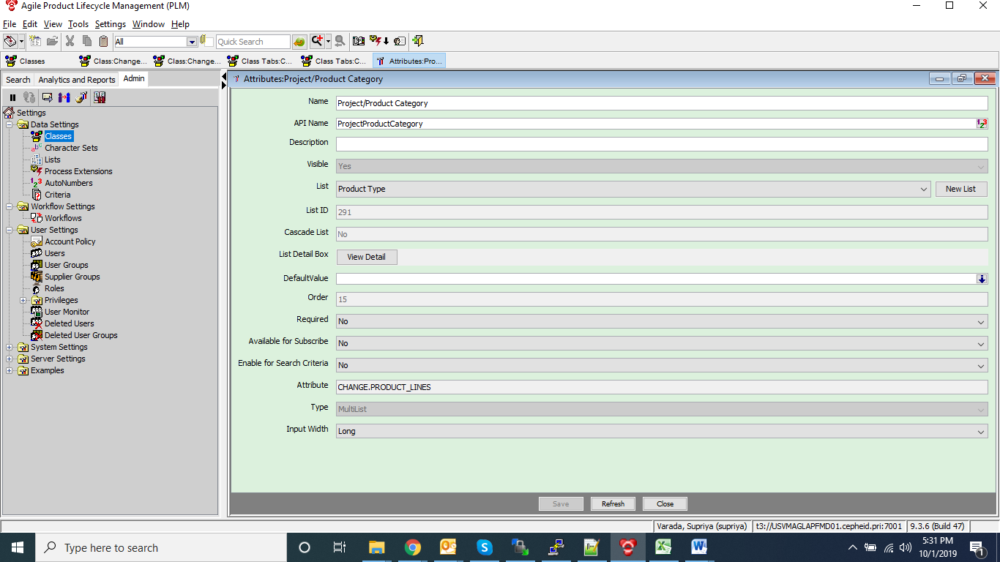 Agile Product Lifecycle Management (PLM)
File Edit View Tools Settings Window Help
All Quick Search
Classes Class:Change... Class:Change... Class Tabs:C... Class Tabs:C... Attributes:Pro...
Search Analytics and Reports Admin
Attributes:Project/Product Category
Settings
Data Settings
Classes
Character Sets
Lists
Process Extensions
AutoNumbers
Criteria
Workflow Settings
Workflows
User Settings
Account Policy
Users
User Groups
Supplier Groups
Roles
Privileges
User Monitor
Deleted Users
Deleted User Groups
System Settings
Server Settings
Examples
Name Project/Product Category
API Name ProjectProductCategory
Description
Visible Yes
List Product Type New List
List ID 291
Cascade List No
List Detail Box View Detail
DefaultValue
Order 15
Required No
Available for Subscribe No
Enable for Search Criteria No
Attribute CHANGE.PRODUCT_LINES
Type MultiList
Input Width Long
Save Refresh Close
Varada, Supriya (supriya) t3://USVMAGLAPFMD01.cepheid.pri:7001 9.3.6 (Build 47)
Type here to search
5:31 PM
10/1/2019
1